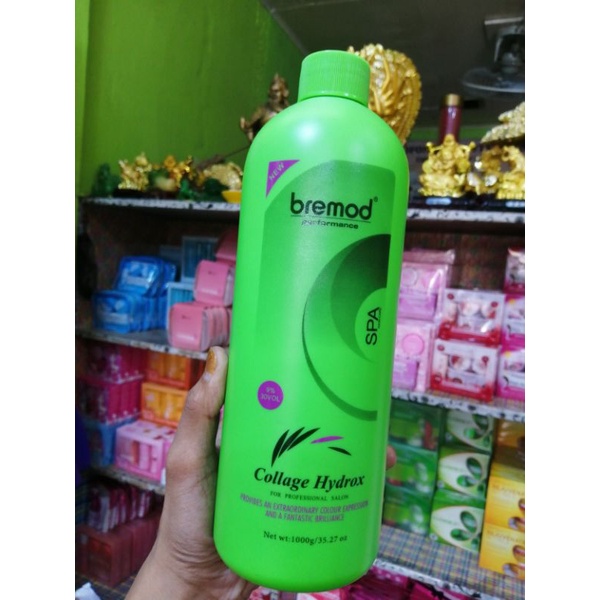 NEW
bremod®
performance
SPA
30VOL
Collage Hydrox
FOR PROFESSIONAL SALON
PROVIDES AN EXTRAORDINARY COLOUR EXPRESSION
AND A FANTASTIC BRILLIANCE
Net wt:1000g/35.27 oz